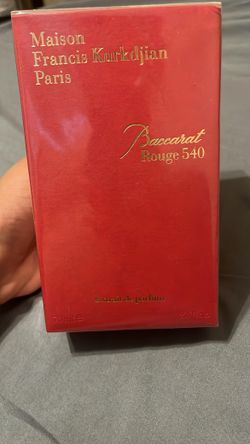 Maison
Francis Kurkdjian
Paris
Baccarat
Rouge 540
extrait de parfum